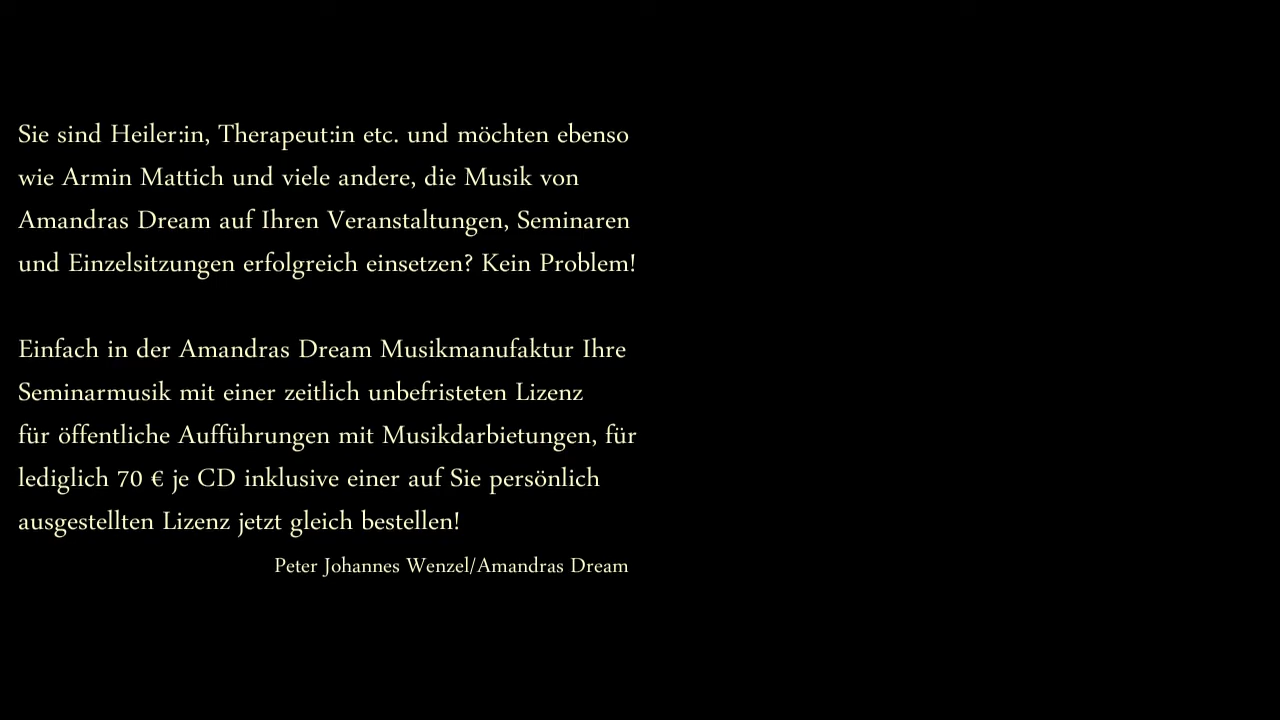 Sie sind Heiler:in, Therapeut:in etc. und möchten ebenso
wie Armin Mattich und viele andere, die Musik von
Amandras Dream auf Ihren Veranstaltungen, Seminaren
und Einzelsitzungen erfolgreich einsetzen? Kein Problem!
Einfach in der Amandras Dream Musikmanufaktur Ihre
Seminarmusik mit einer zeitlich unbefristeten Lizenz
für öffentliche Aufführungen mit Musikdarbietungen, für
lediglich 70 € je CD inklusive einer auf Sie persönlich
ausgestellten Lizenz jetzt gleich bestellen!
Peter Johannes Wenzel/Amandras Dream